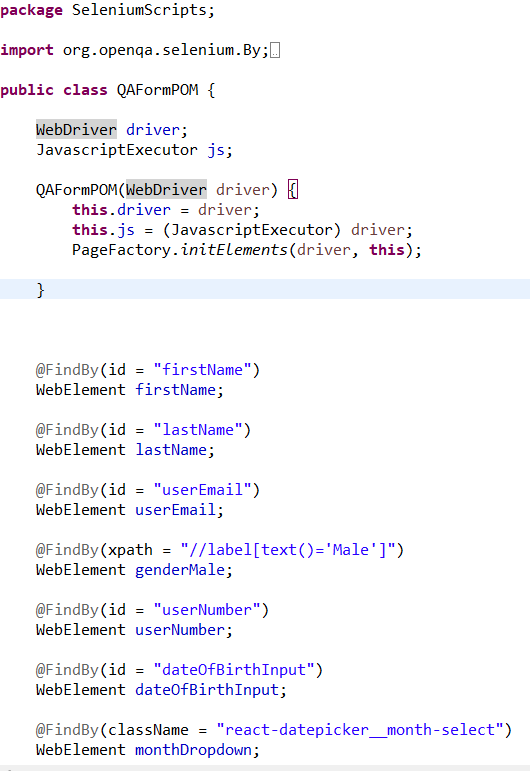 package SeleniumScripts;
import org.openqa.selenium.By;
public class QAFormPOM {
WebDriver driver;
JavascriptExecutor js;
QAFormPOM(WebDriver driver) {
this.driver = driver;
this.js = (JavascriptExecutor) driver;
PageFactory.initElements(driver, this);
}
@FindBy(id = "firstName")
WebElement firstName;
@FindBy(id = "lastName")
WebElement lastName;
@FindBy(id = "userEmail")
WebElement userEmail;
@FindBy(xpath = "//label[text()='Male']")
WebElement genderMale;
@FindBy(id = "userNumber")
WebElement userNumber;
@FindBy(id = "dateOfBirthInput")
WebElement dateOfBirthInput;
@FindBy(className = "react-datepicker__month-select")
WebElement monthDropdown;